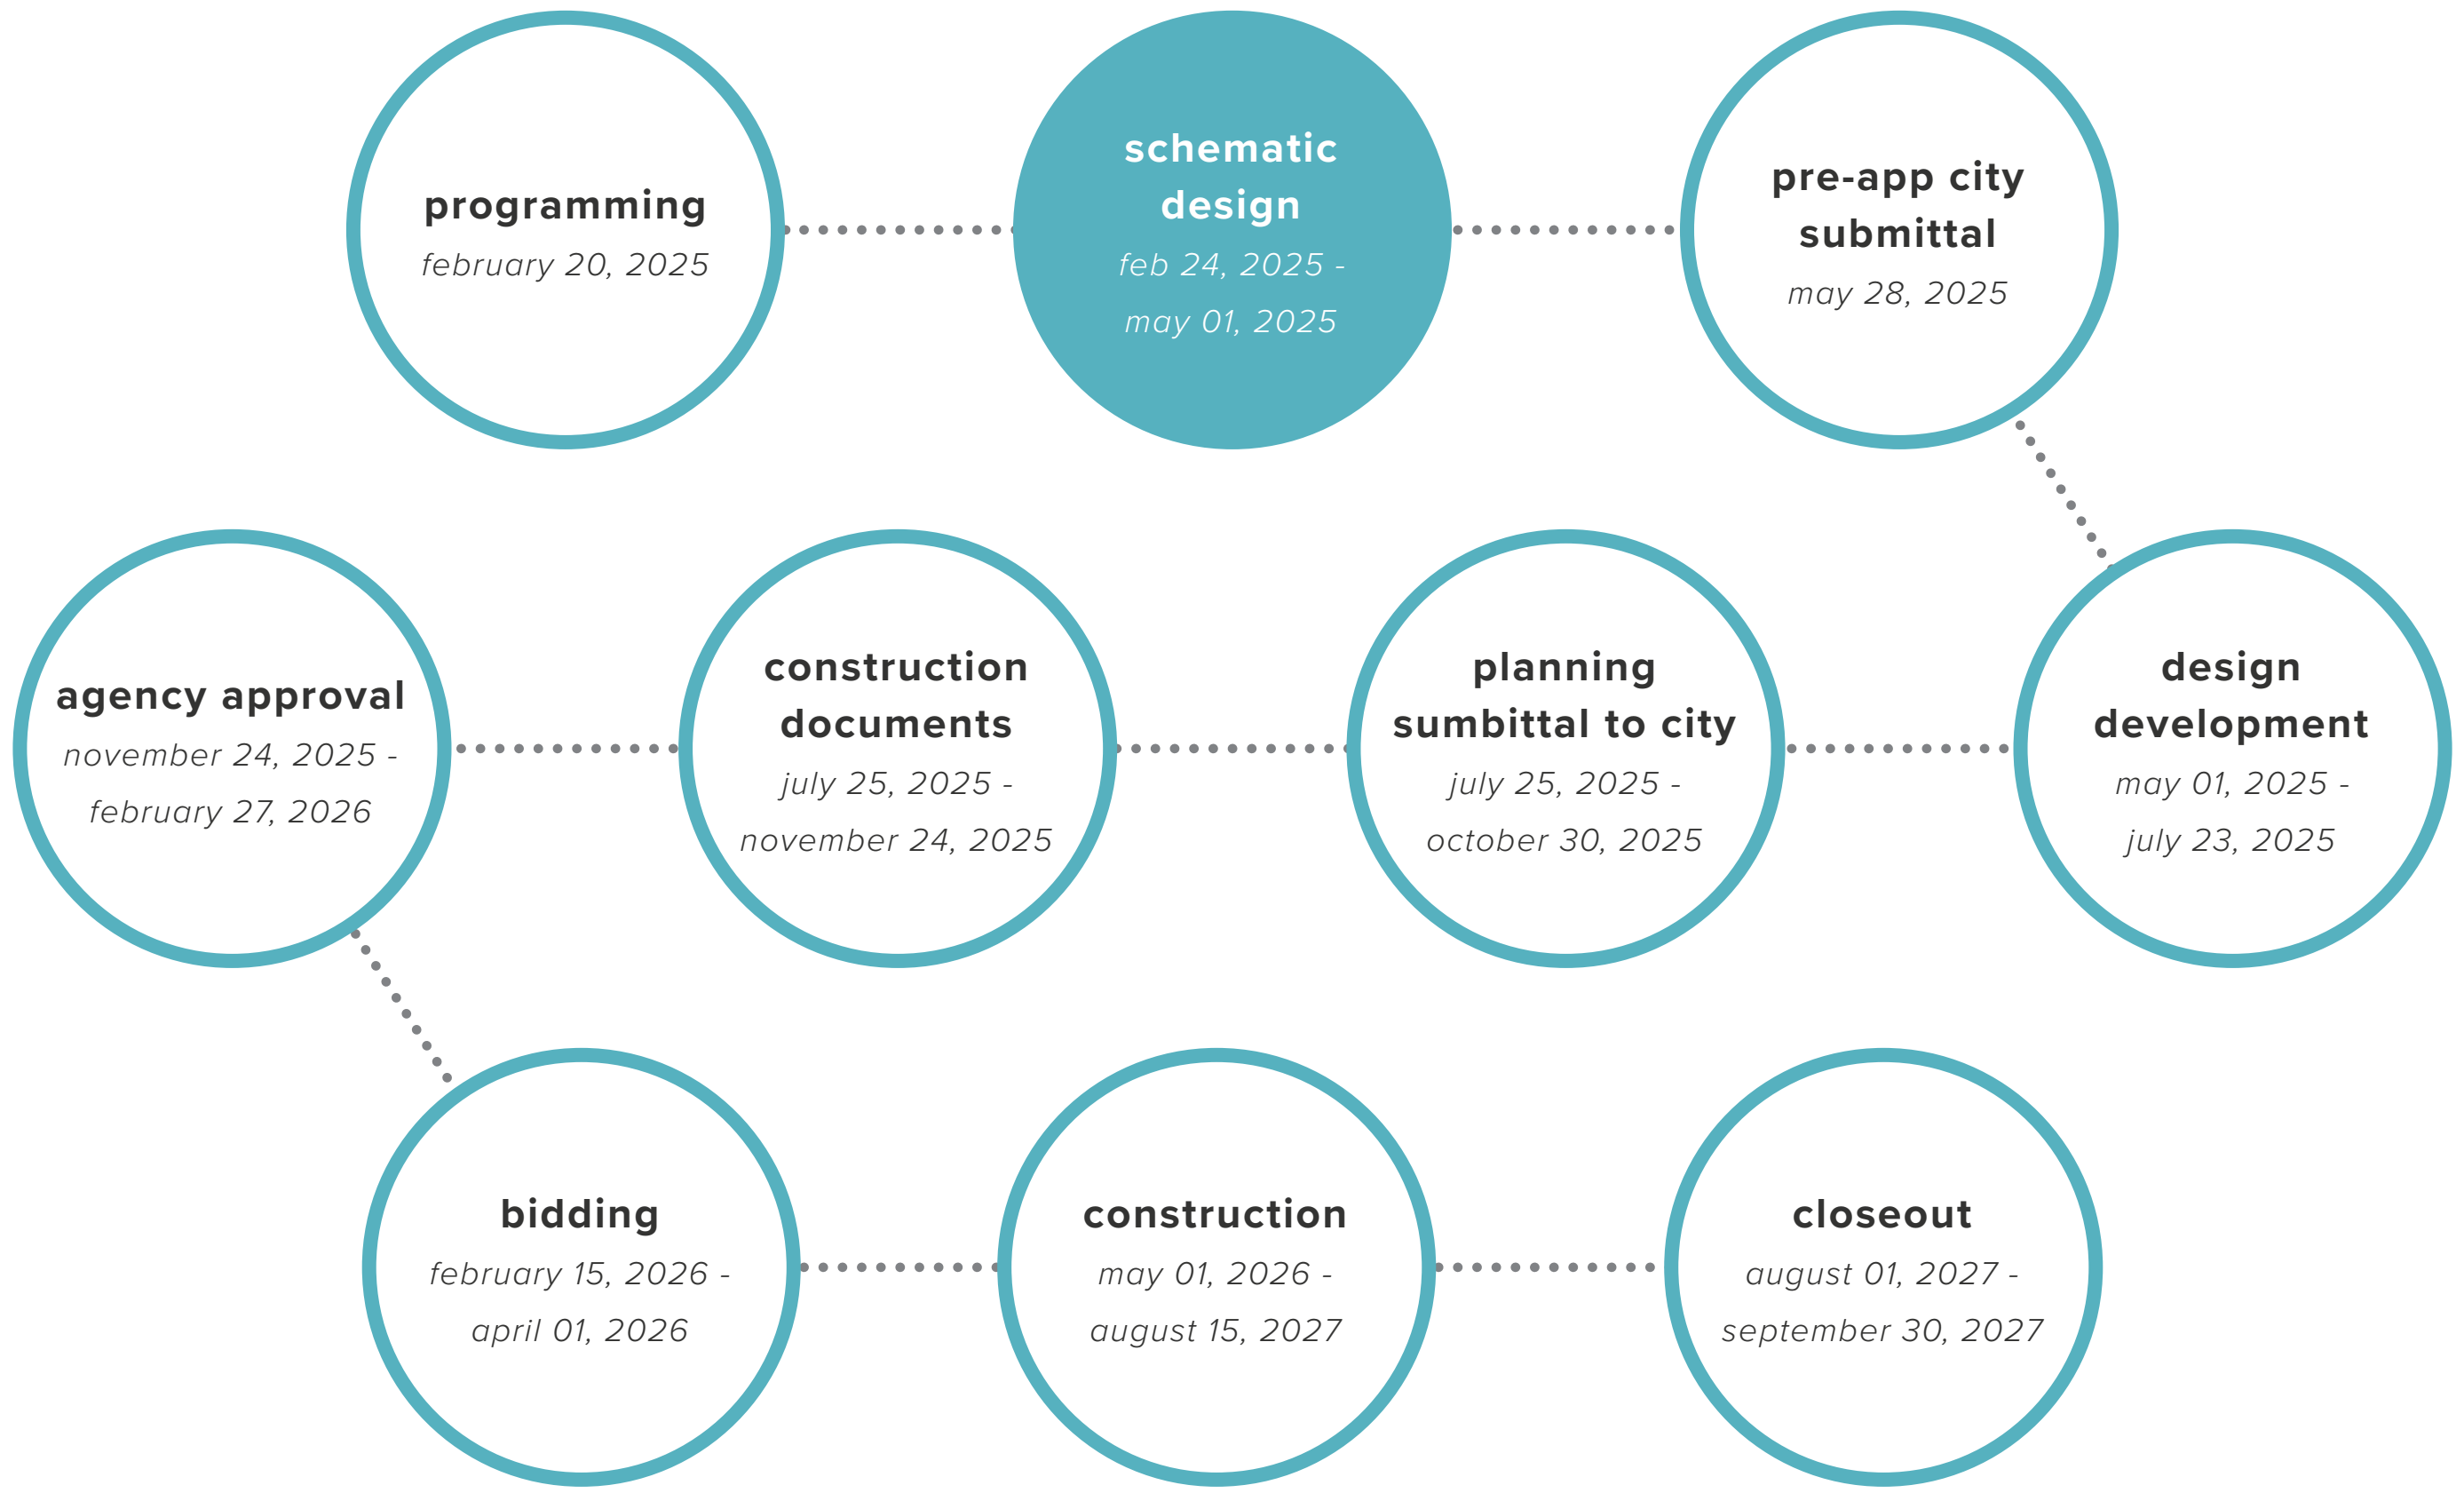 programming
february 20, 2025
schematic
design
feb 24, 2025 -
may 01, 2025
pre-app city
submittal
may 28, 2025
design
development
may 01, 2025 -
july 23, 2025
planning
sumbittal to city
july 25, 2025 -
october 30, 2025
construction
documents
july 25, 2025 -
november 24, 2025
agency approval
november 24, 2025 -
february 27, 2026
bidding
february 15, 2026 -
april 01, 2026
construction
may 01, 2026 -
august 15, 2027
closeout
august 01, 2027 -
september 30, 2027